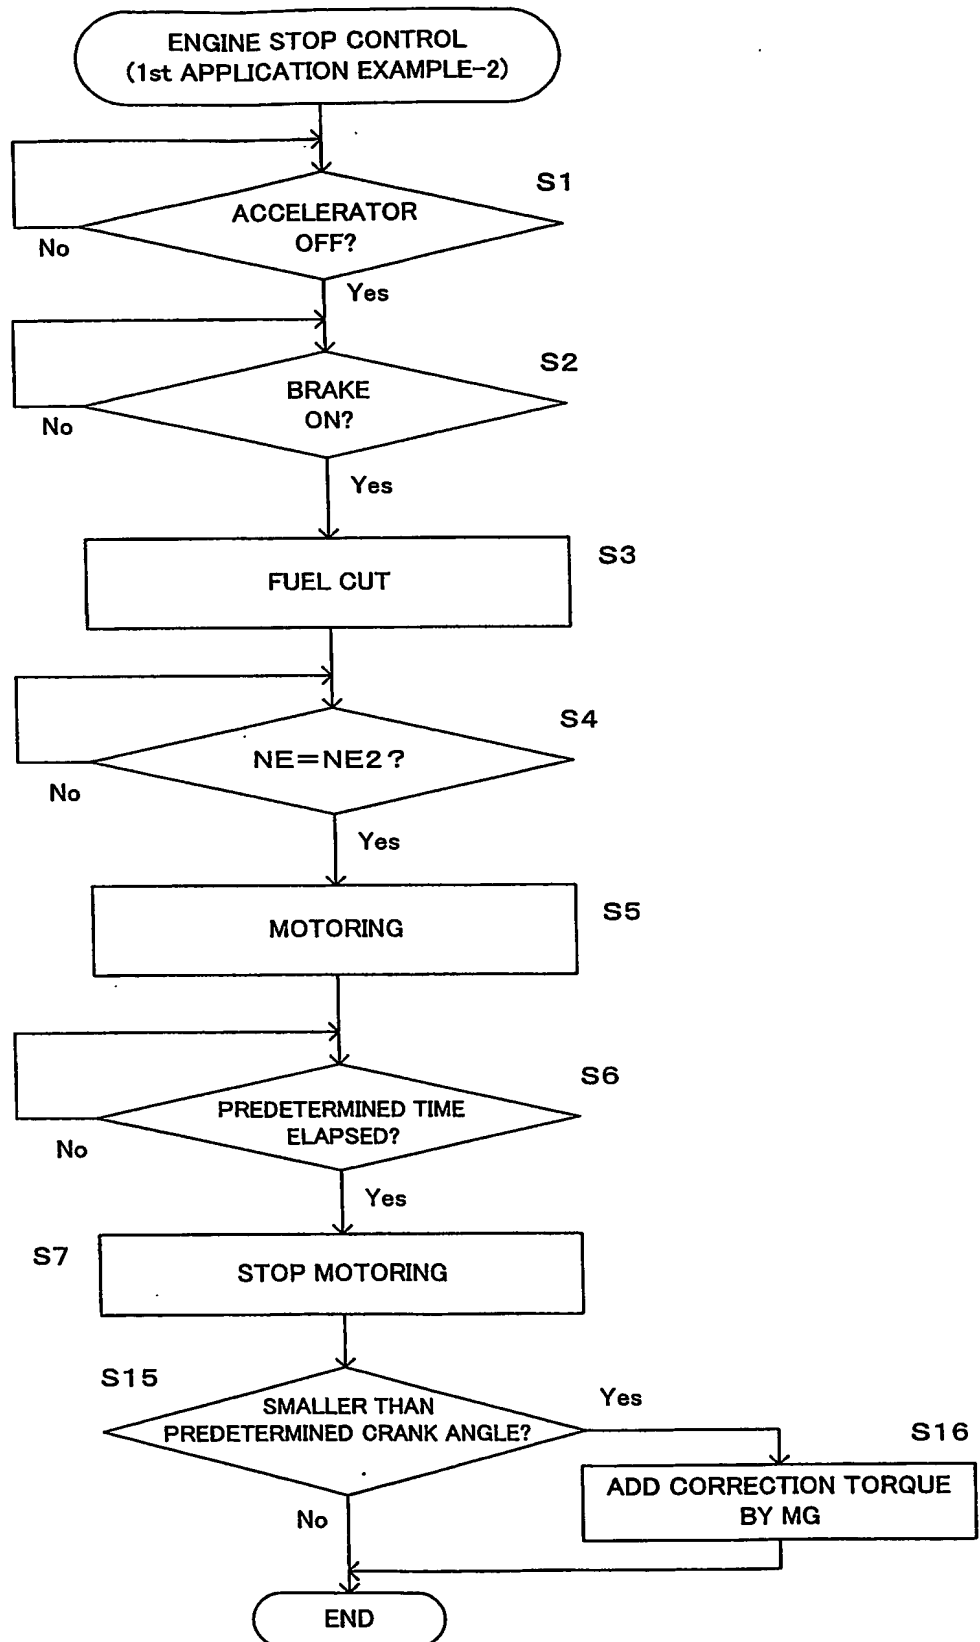 ENGINE STOP CONTROL
(1st APPLICATION EXAMPLE-2)
S1
ACCELERATOR
OFF?
No
Yes
S2
BRAKE
ON?
No
Yes
S3
FUEL CUT
S4
NE=NE2?
No
Yes
S5
MOTORING
S6
PREDETERMINED TIME
ELAPSED?
No
Yes
S7
STOP MOTORING
S15
SMALLER THAN
PREDETERMINED CRANK ANGLE?
Yes
No
S16
ADD CORRECTION TORQUE
BY MG
END